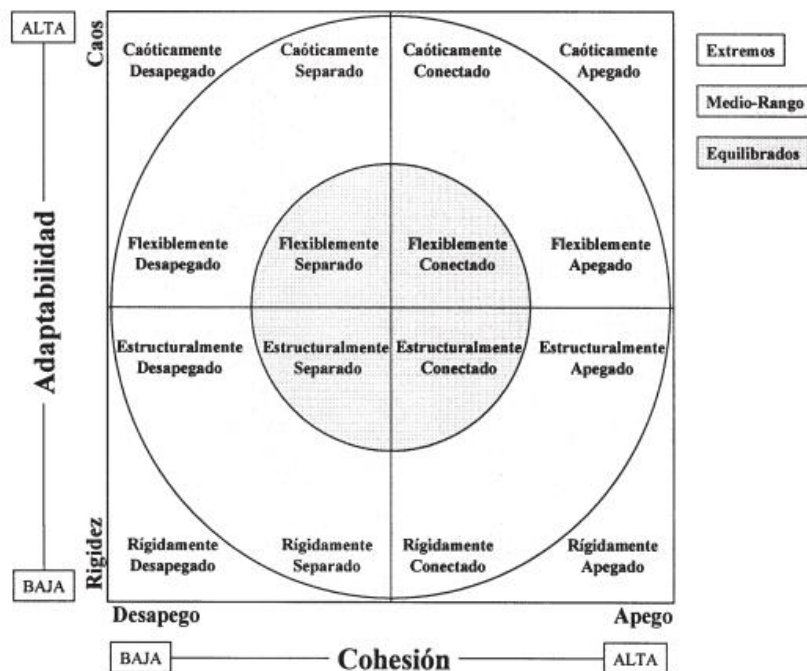 ALTA
Caos
Caóticamente
Desapegado
Caóticamente
Separado
Caóticamente
Conectado
Caóticamente
Apegado
Extremos
Medio-Rango
Equilibrados
Adaptabilidad
Flexiblemente
Desapegado
Flexiblemente
Separado
Flexiblemente
Conectado
Flexiblemente
Apegado
Estructuralmente
Desapegado
Estructuralmente
Separado
Estructuralmente
Conectado
Estructuralmente
Apegado
Rígidamente
Desapegado
Rígidamente
Separado
Rígidamente
Conectado
Rígidamente
Apegado
Rigidez
BAJA
Desapego
Apego
BAJA
Cohesión
ALTA